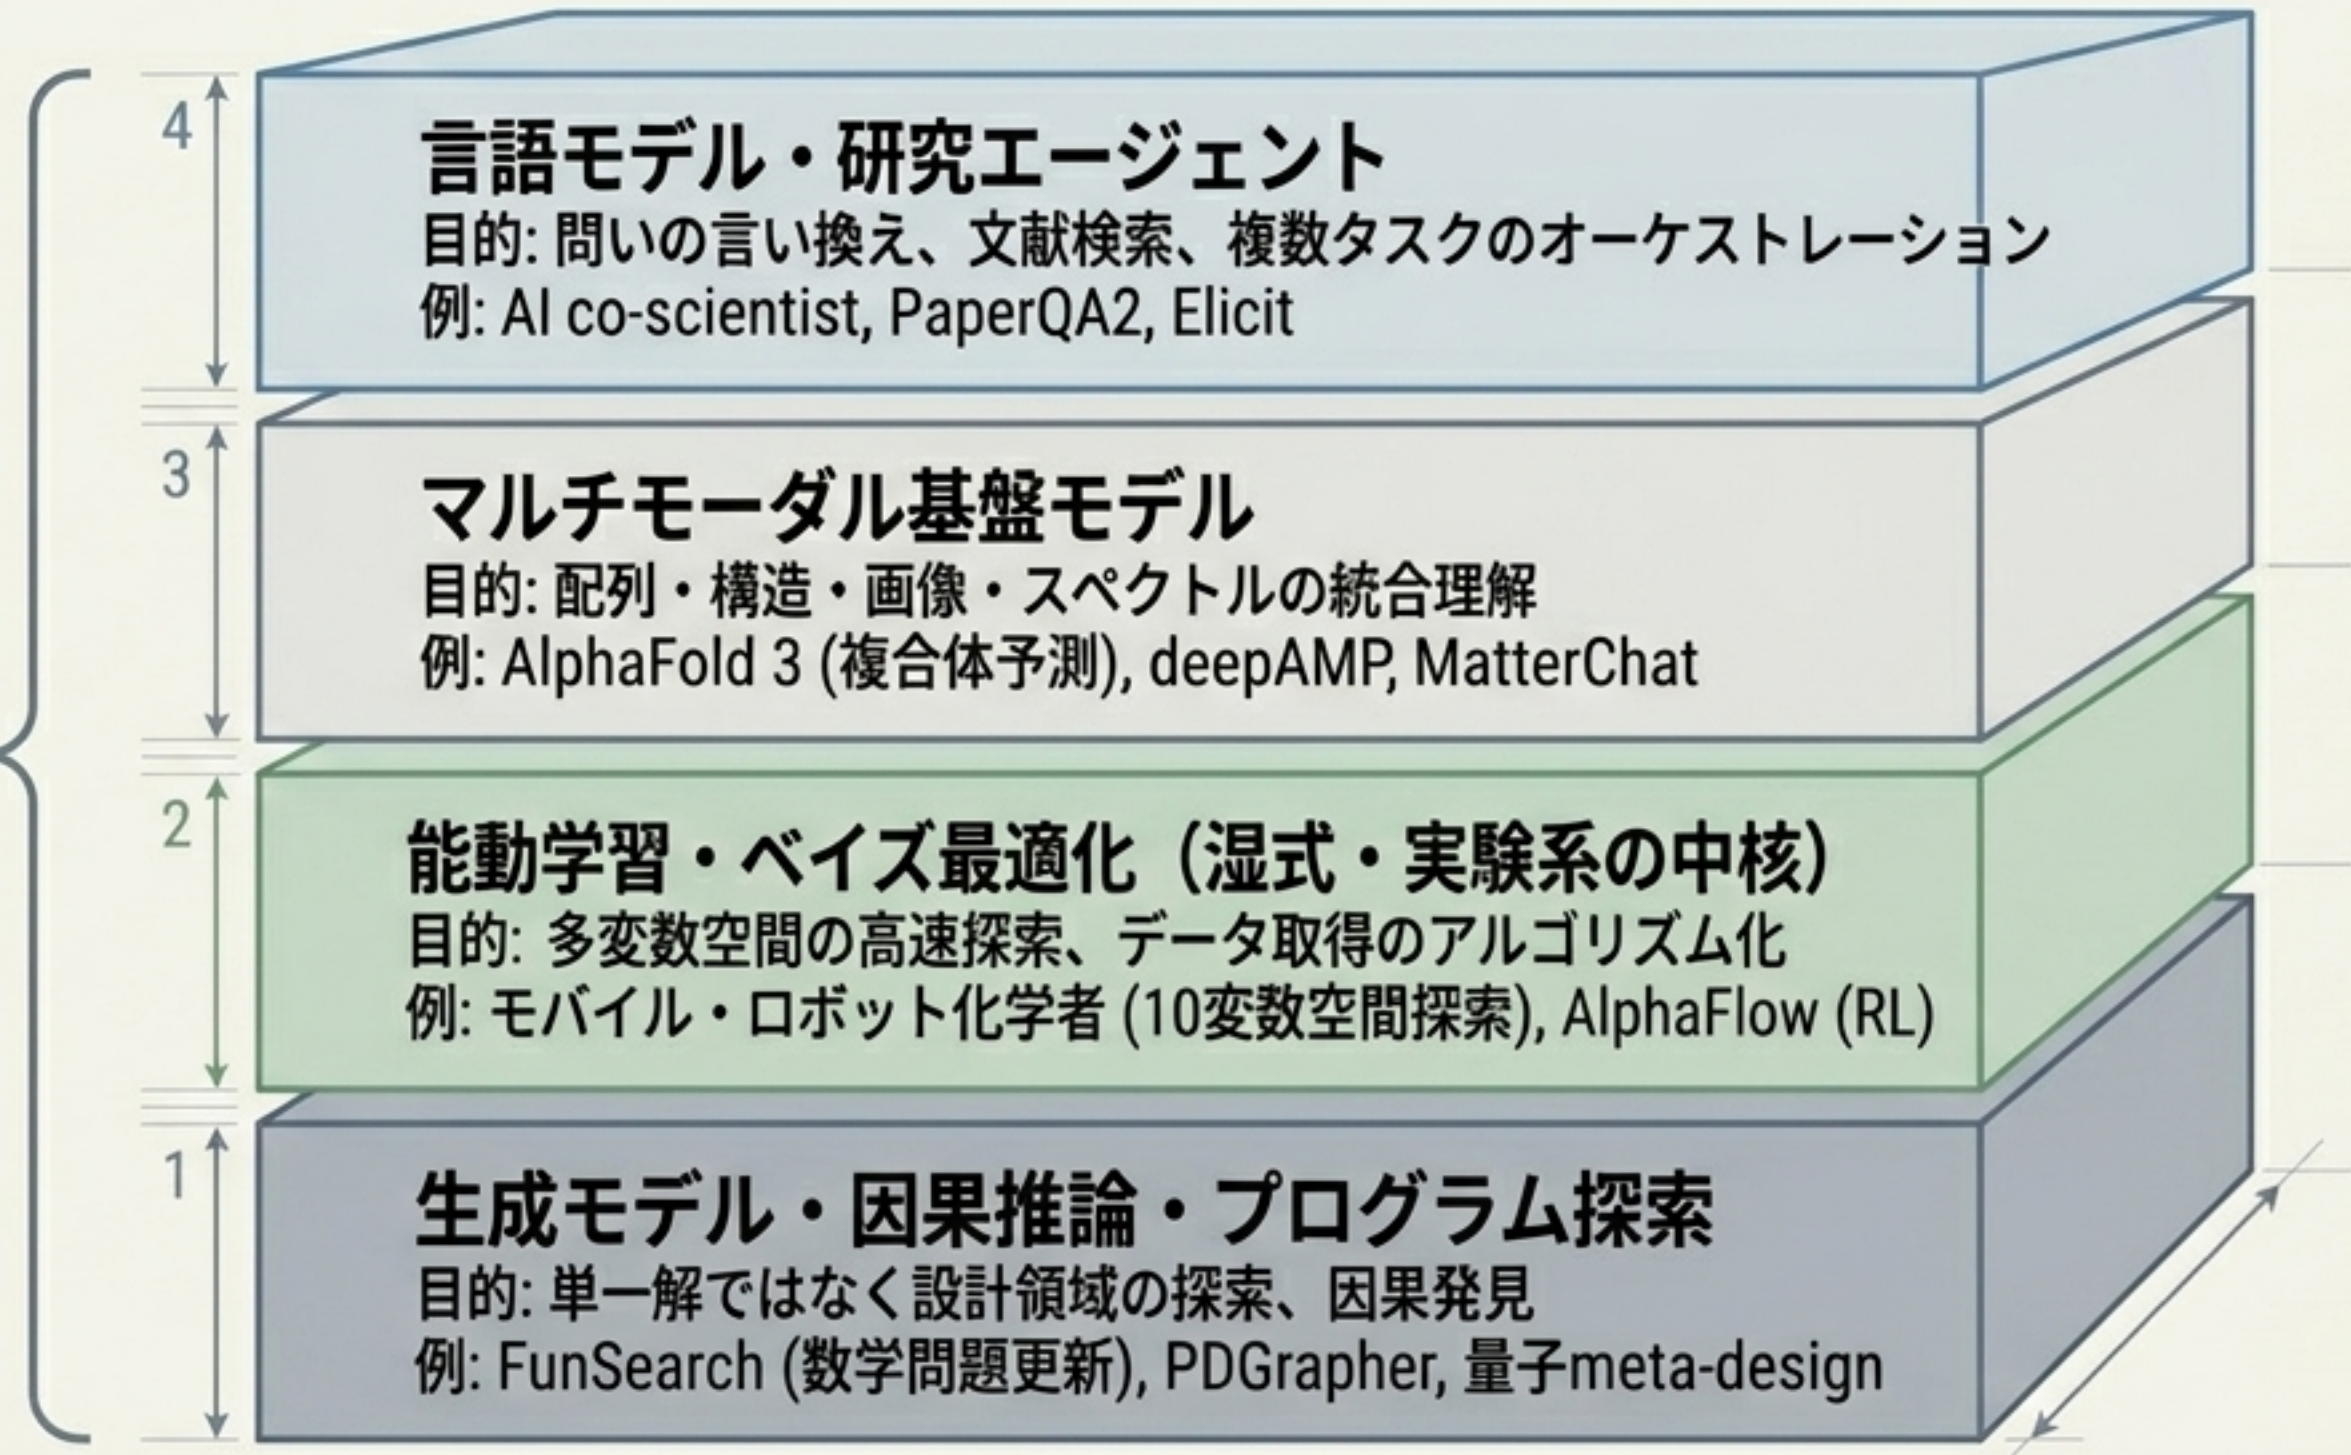 4
言語モデル・研究エージェント
目的: 問いの言い換え、文献検索、複数タスクのオーケストレーション
例: AI co-scientist, PaperQA2, Elicit
3
マルチモーダル基盤モデル
目的: 配列・構造・画像・スペクトルの統合理解
例: AlphaFold 3 (複合体予測), deepAMP, MatterChat
2
能動学習・ベイズ最適化（湿式・実験系の中核）
目的: 多変数空間の高速探索、データ取得のアルゴリズム化
例: モバイル・ロボット化学者 (10変数空間探索), AlphaFlow (RL)
1
生成モデル・因果推論・プログラム探索
目的: 単一解ではなく設計領域の探索、因果発見
例: FunSearch (数学問題更新), PDGrapher, 量子meta-design